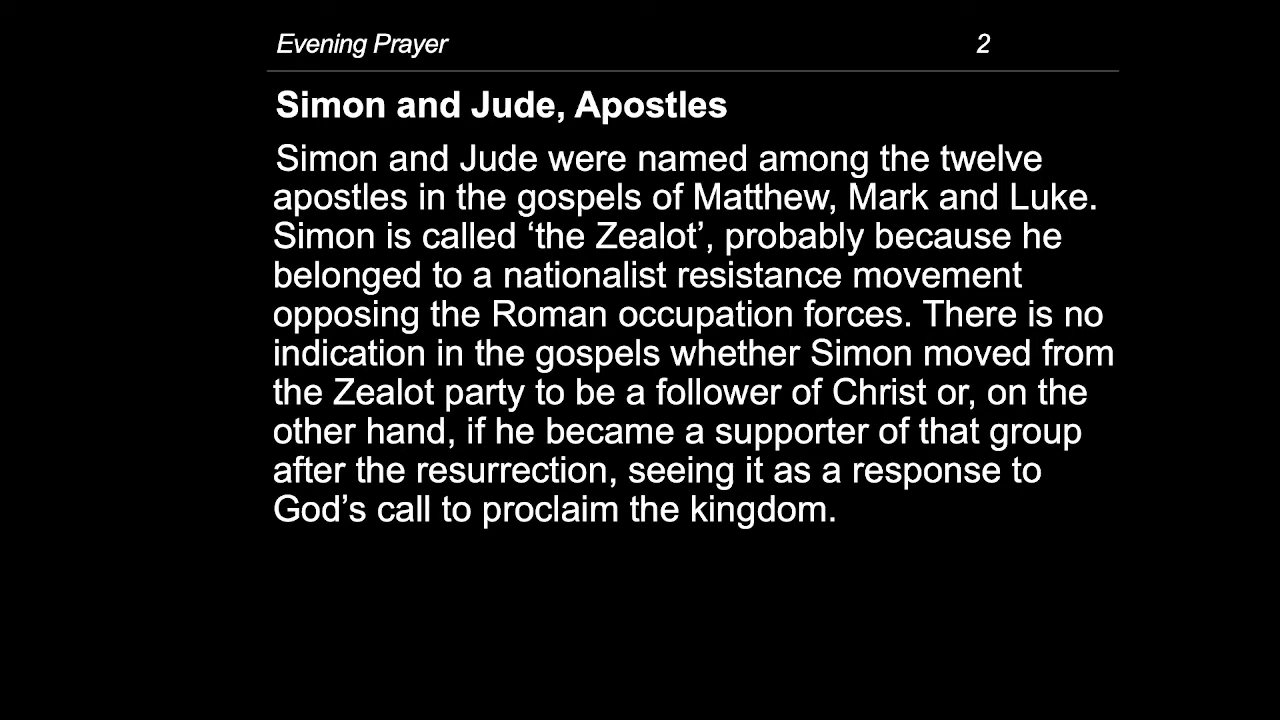 Evening Prayer 2
Simon and Jude, Apostles
Simon and Jude were named among the twelve
apostles in the gospels of Matthew, Mark and Luke.
Simon is called ‘the Zealot’, probably because he
belonged to a nationalist resistance movement
opposing the Roman occupation forces. There is no
indication in the gospels whether Simon moved from
the Zealot party to be a follower of Christ or, on the
other hand, if he became a supporter of that group
after the resurrection, seeing it as a response to
God’s call to proclaim the kingdom.